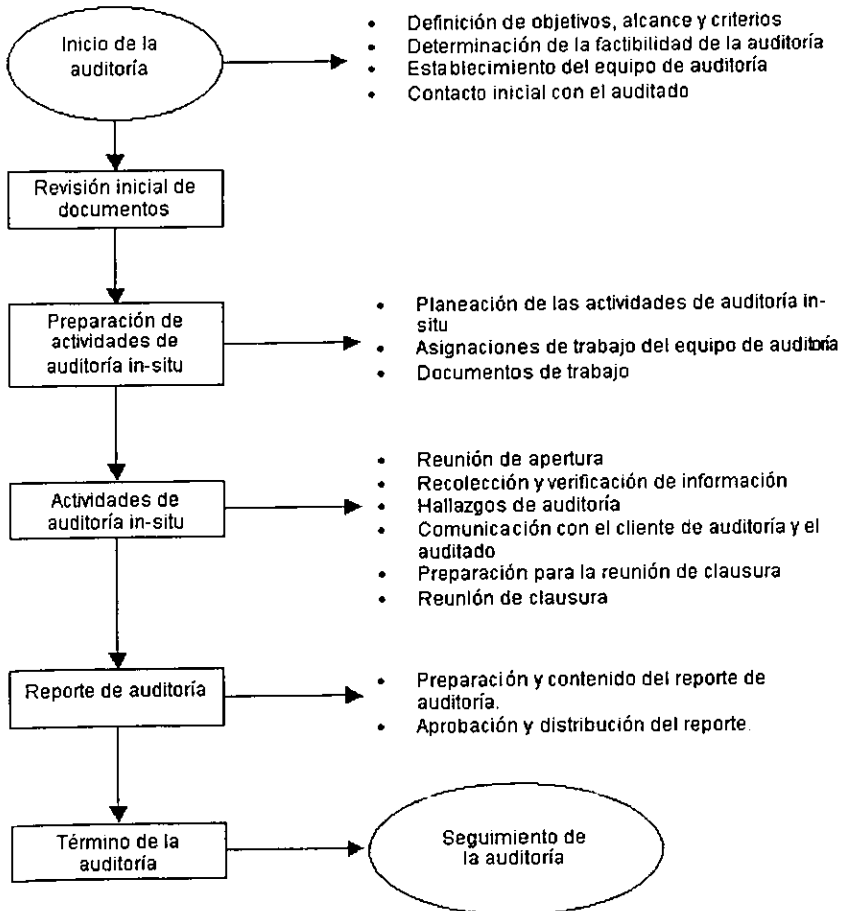 Inicio de la
auditoría
• Definición de objetivos, alcance y criterios
• Determinación de la factibilidad de la auditoría
• Establecimiento del equipo de auditoría
• Contacto inicial con el auditado
Revisión inicial de
documentos
Preparación de
actividades de
auditoría in-situ
• Planeación de las actividades de auditoría in-
situ
• Asignaciones de trabajo del equipo de auditoría
• Documentos de trabajo
Actividades de
auditoría in-situ
• Reunión de apertura
• Recolección y verificación de información
• Hallazgos de auditoría
• Comunicación con el cliente de auditoría y el
auditado
• Preparación para la reunión de clausura
• Reunión de clausura
Reporte de auditoría
• Preparación y contenido del reporte de
auditoría.
• Aprobación y distribución del reporte.
Término de la
auditoría
Seguimiento de
la auditoría